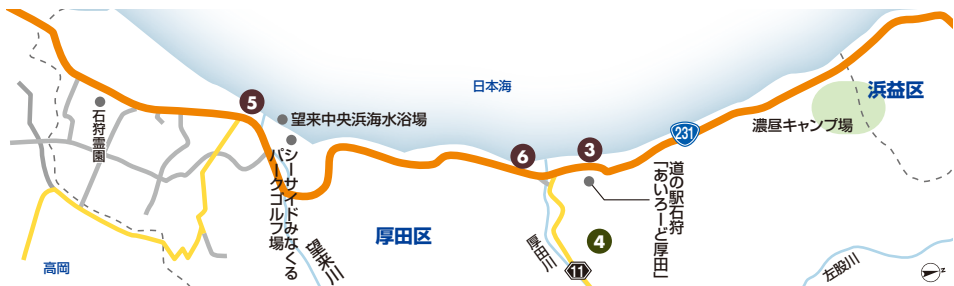 日本海
浜益区
231
濃昼キャンプ場
5
望来中央浜海水浴場
石狩霊園
シーサイドみなくる
パークゴルフ場
6
3
道の駅石狩
「あいろーど厚田」
厚田区
望来川
厚田川
4
11
高岡
左股川
z